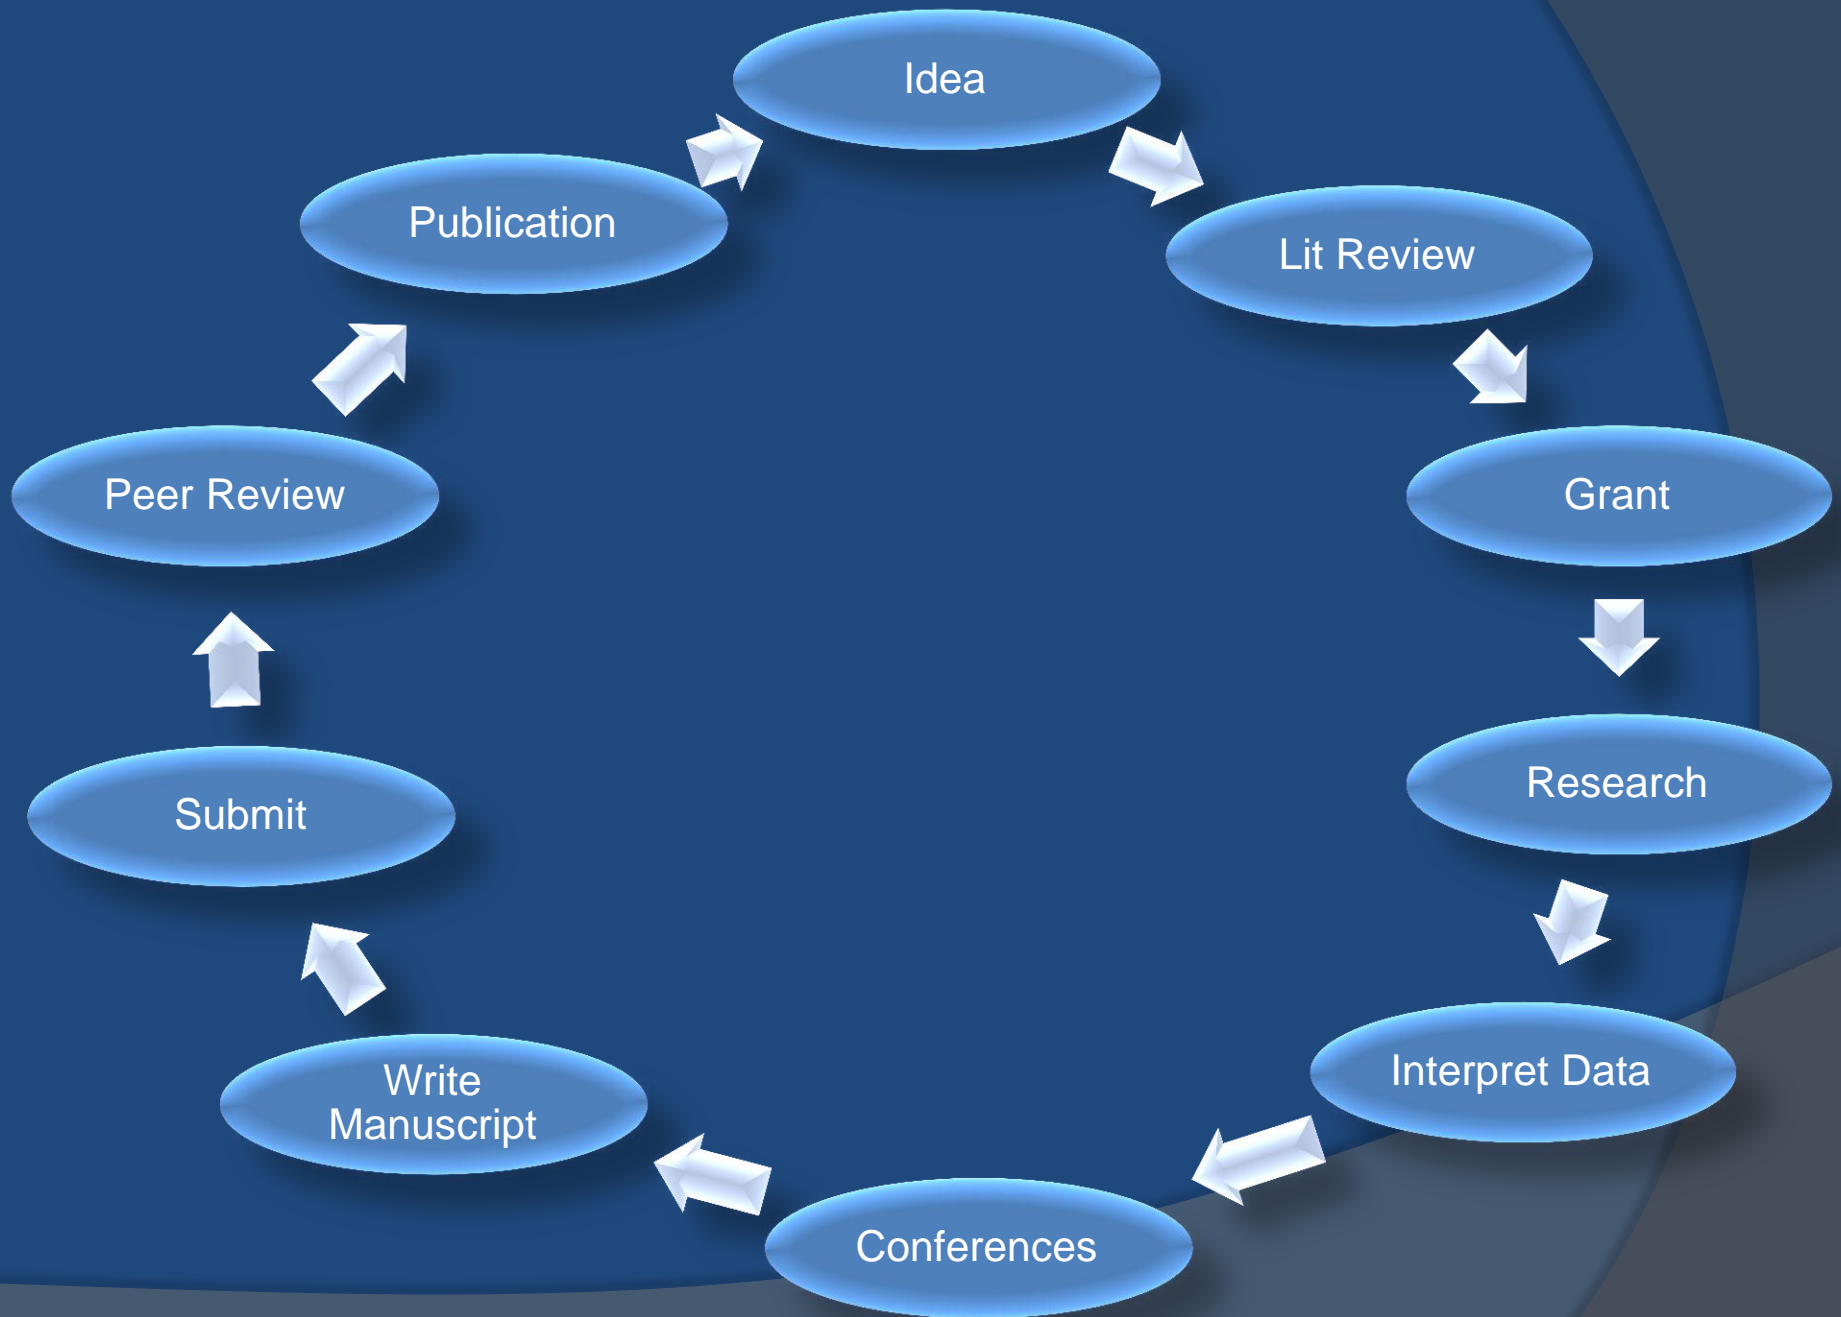 Idea
Lit Review
Grant
Research
Interpret Data
Conferences
Write
Manuscript
Submit
Peer Review
Publication